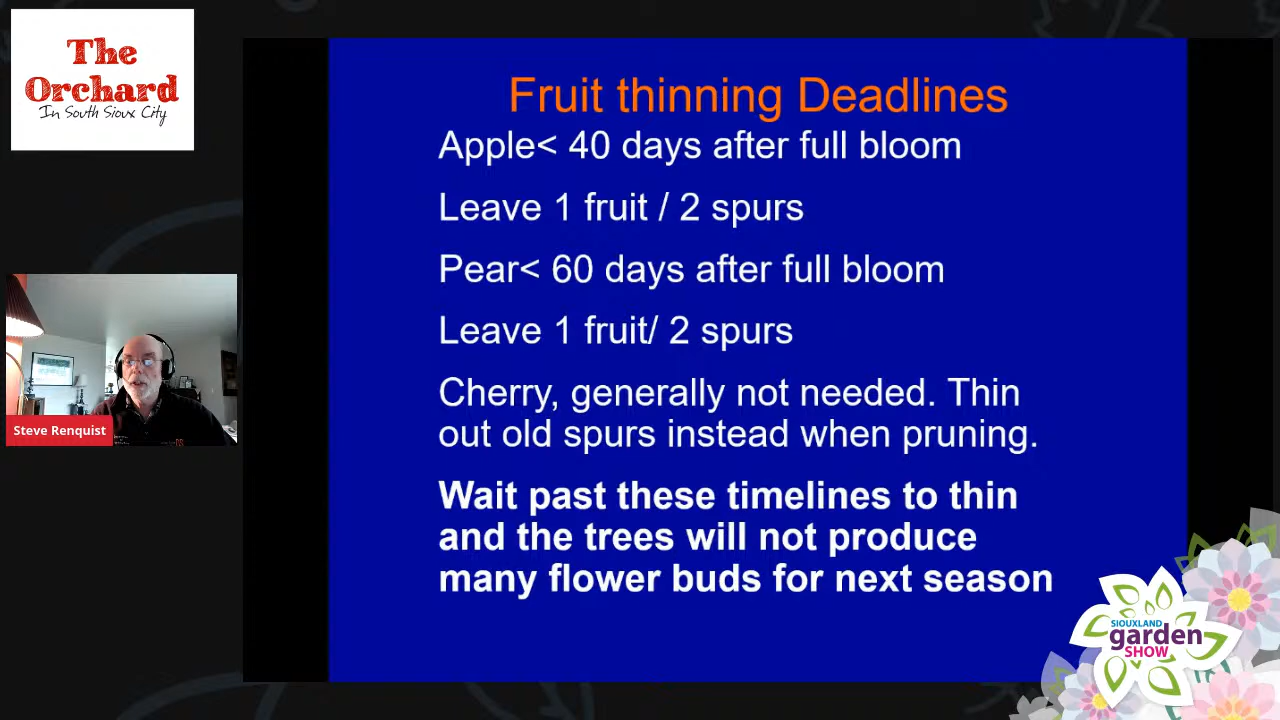 The
Orchard
In South Sioux City
Fruit thinning Deadlines
Apple< 40 days after full bloom
Leave 1 fruit / 2 spurs
Pear< 60 days after full bloom
Leave 1 fruit/ 2 spurs
Cherry, generally not needed. Thin
out old spurs instead when pruning.
Wait past these timelines to thin
and the trees will not produce
many flower buds for next season
Steve Renquist
SIOUXLAND
garden
SHOW